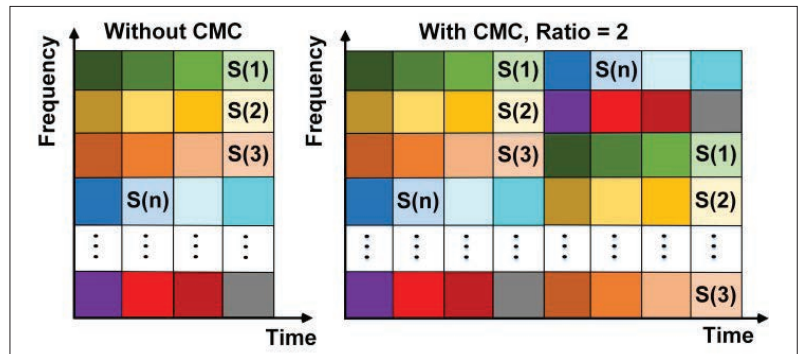 Without CMC
With CMC, Ratio = 2
Frequency
S(1)
S(2)
S(3)
S(n)
⋮ ⋮ ⋮ ⋮
Time
Frequency
S(1) S(n)
S(2)
S(3) S(1)
S(n) S(2)
⋮ ⋮ ⋮ ⋮ ⋮ ⋮ ⋮ ⋮
S(3)
Time